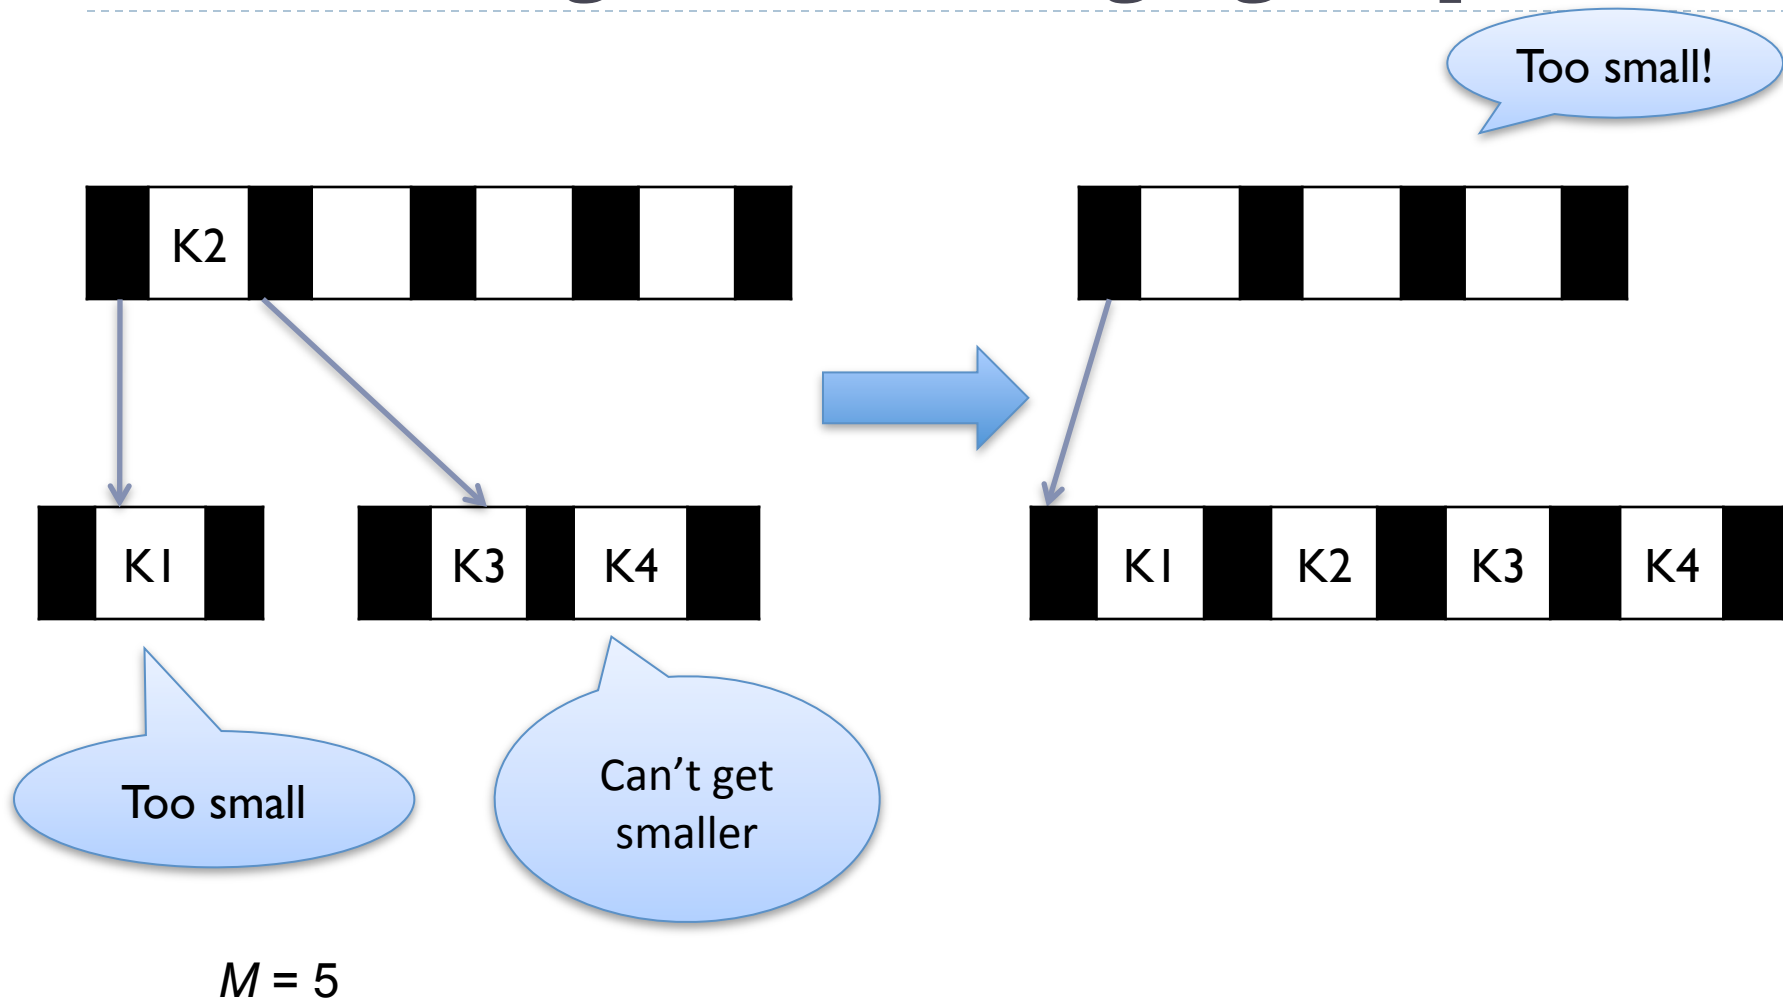 Too small!
K2
K1
K3
K4
K1
K2
K3
K4
Too small
Can't get
smaller
M = 5